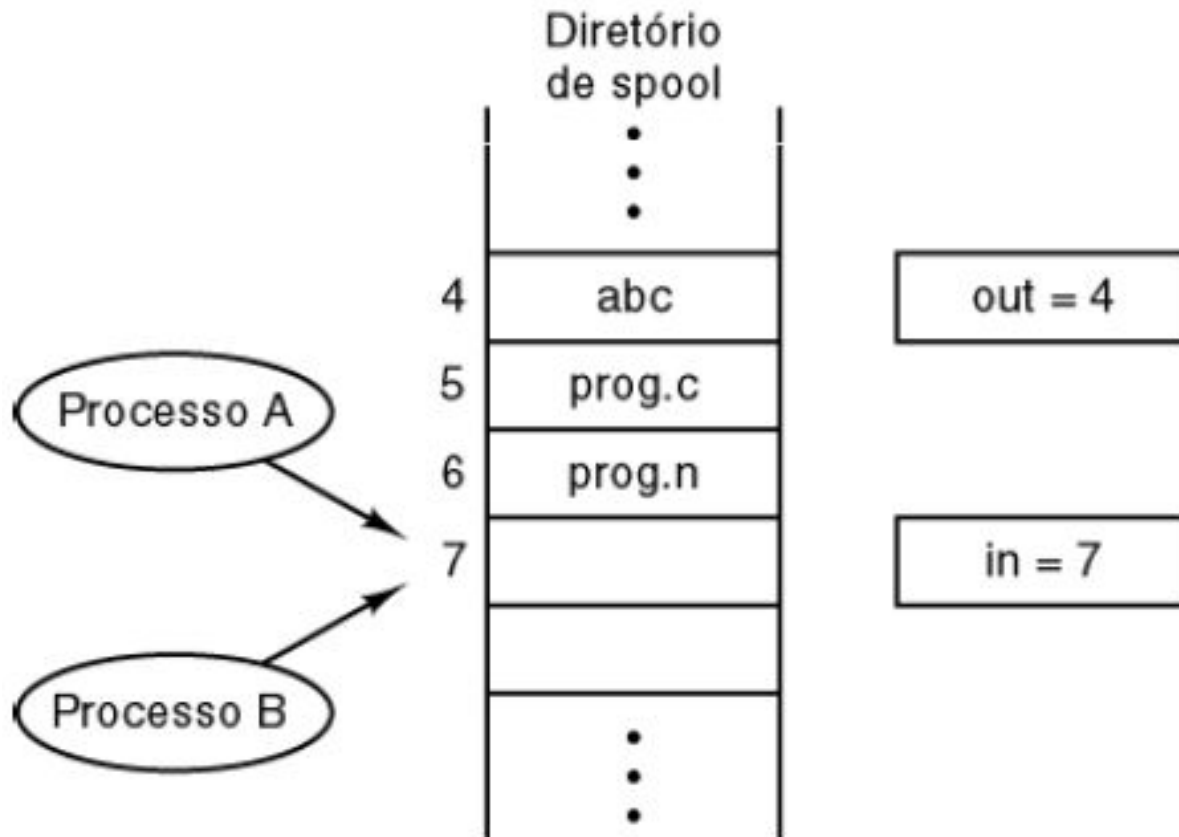 Diretório
de spool
4
abc
out = 4
5
prog.c
Processo A
6
prog.n
7
in = 7
Processo B